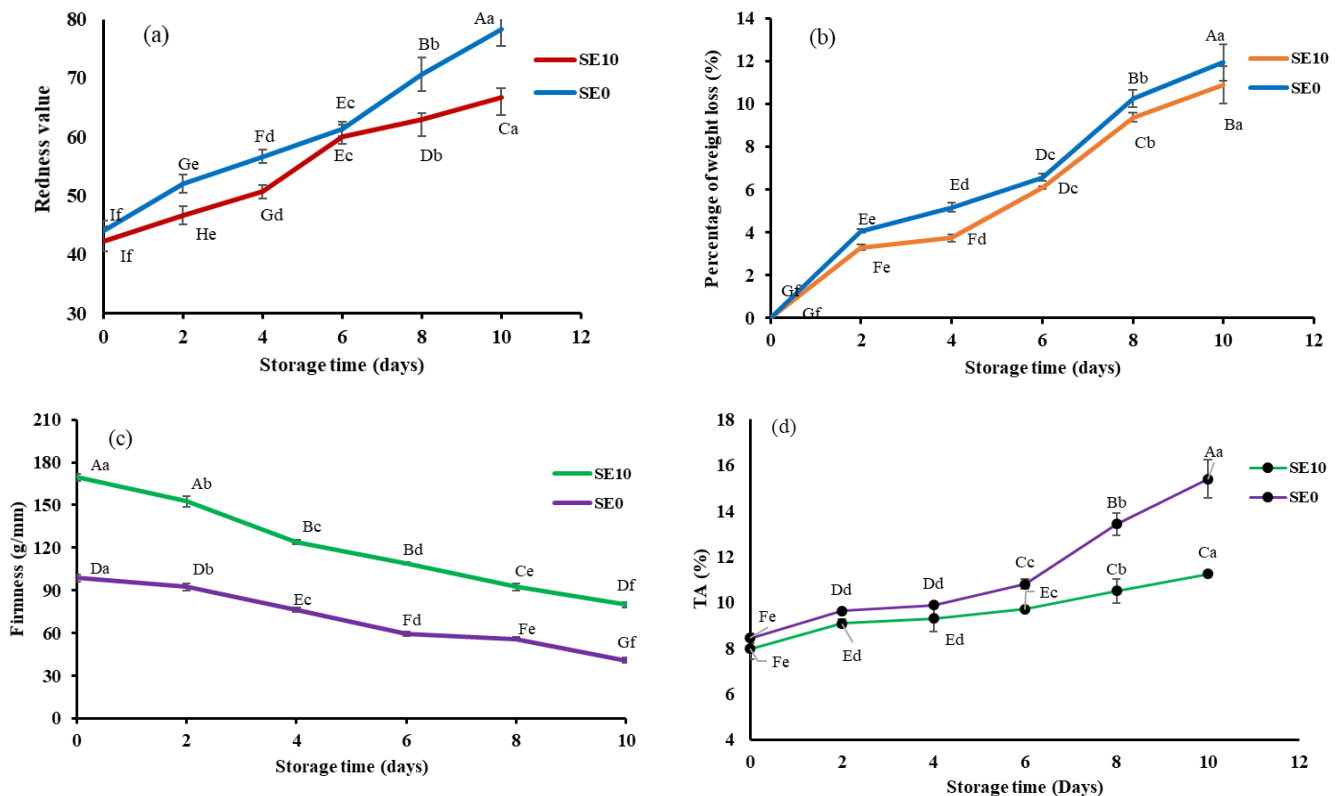 (a)
Redness value
80
70
60
50
40
30
0
2
4
6
8
10
12
Storage time (days)
SE10
SE0
If
Ge
Fd
Ec
Bb
Aa
If
He
Gd
Ec
Db
Ca
(b)
Percentage of weight loss (%)
14
12
10
8
6
4
2
0
0
2
4
6
8
10
12
Storage time (days)
SE10
SE0
Gf
Ee
Ed
Dc
Bb
Aa
Gf
Fe
Fd
Dc
Cb
Ba
(c)
Firmness (g/mm)
210
180
150
120
90
60
30
0
0
2
4
6
8
10
Storage time (days)
SE10
SE0
Aa
Ab
Bc
Bd
Ce
Df
Da
Db
Ec
Fd
Fe
Gf
(d)
TA (%)
18
16
14
12
10
8
6
4
0
2
4
6
8
10
12
Storage time (Days)
SE10
SE0
Fe
Dd
Dd
Cc
Bb
Aa
Fe
Ed
Ed
Ec
Cb
Ca